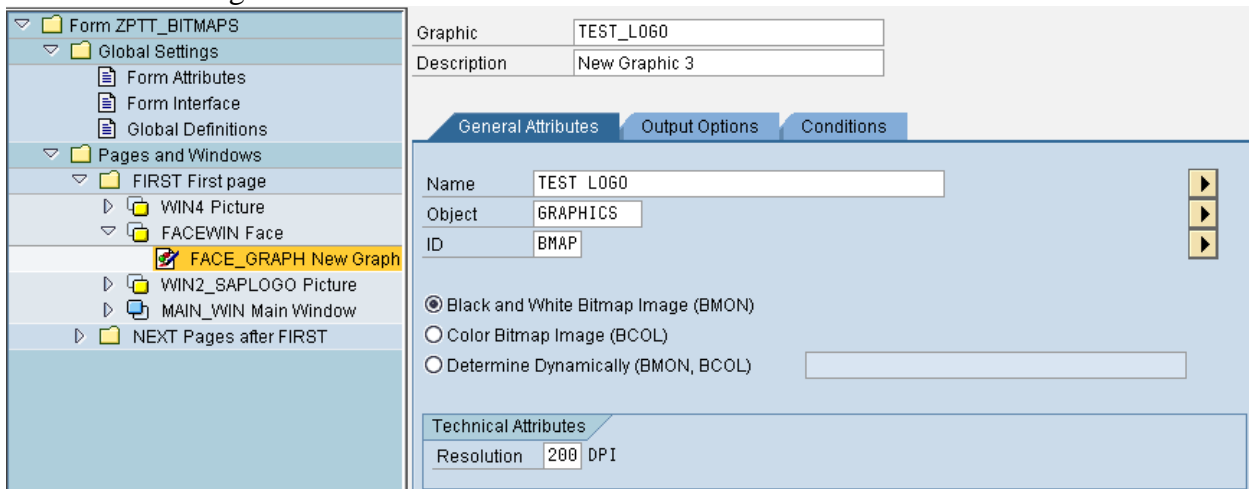 Form ZPTT_BITMAPS
Global Settings
Form Attributes
Form Interface
Global Definitions
Pages and Windows
FIRST First page
WIN4 Picture
FACEWIN Face
FACE_GRAPH New Graph
WIN2_SAPLOGO Picture
MAIN_WIN Main Window
NEXT Pages after FIRST
Graphic TEST_LOGO
Description New Graphic 3
General Attributes Output Options Conditions
Name TEST LOGO
Object GRAPHICS
ID BMAP
Black and White Bitmap Image (BMON)
Color Bitmap Image (BCOL)
Determine Dynamically (BMON, BCOL)
Technical Attributes
Resolution 200 DPI